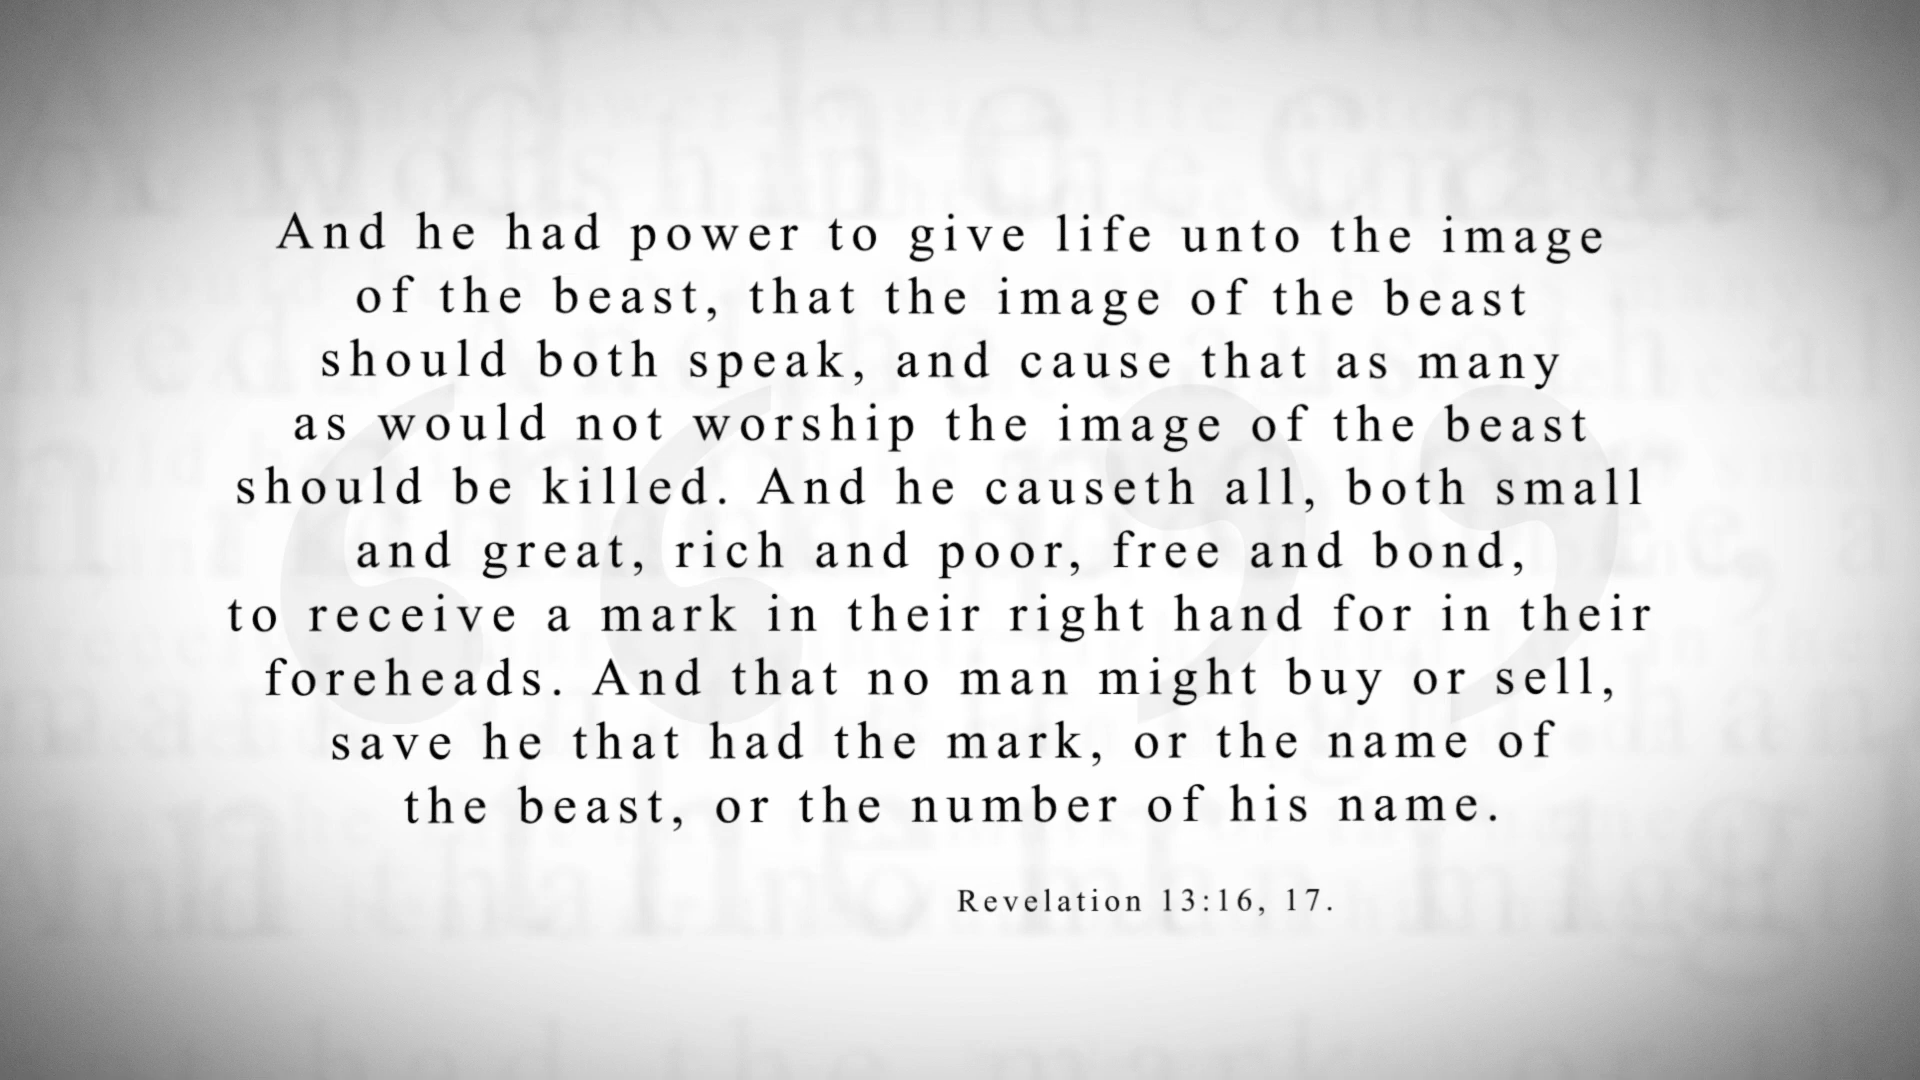 And he had power to give life unto the image
of the beast, that the image of the beast
should both speak, and cause that as many
as would not worship the image of the beast
should be killed. And he causeth all, both small
and great, rich and poor, free and bond,
to receive a mark in their right hand for in their
foreheads. And that no man might buy or sell,
save he that had the mark, or the name of
the beast, or the number of his name.
Revelation 13:16, 17.